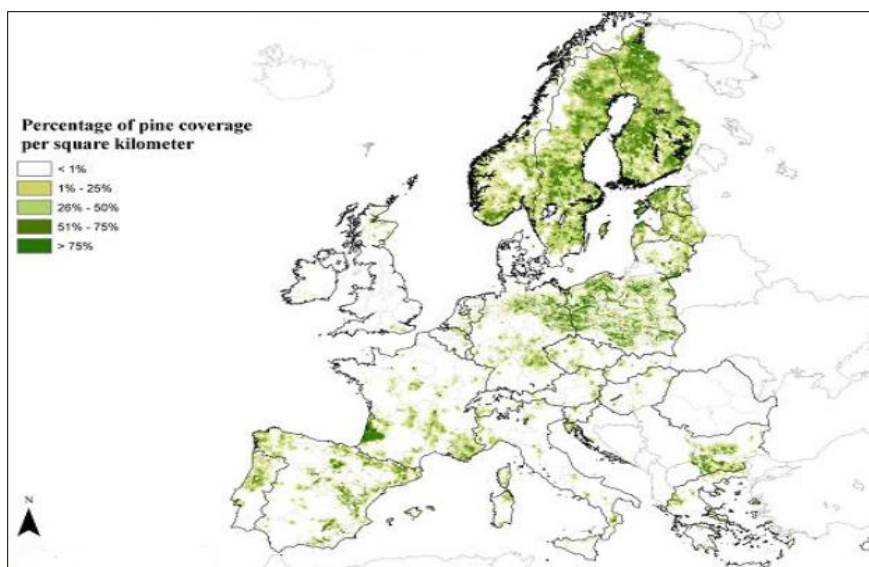 Percentage of pine coverage
per square kilometer
< 1%
1% - 25%
26% - 50%
51% - 75%
> 75%
N